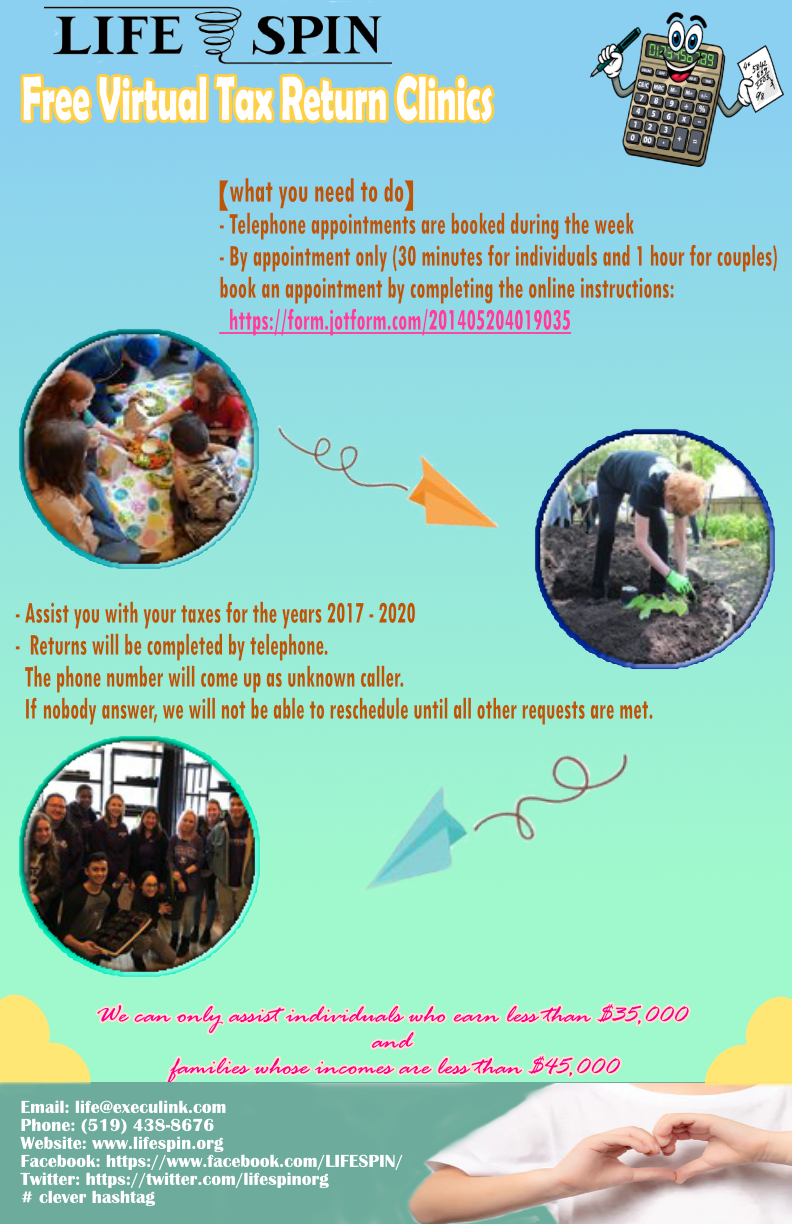 LIFE SPIN
Free Virtual Tax Return Clinics
【what you need to do】
- Telephone appointments are booked during the week
- By appointment only (30 minutes for individuals and 1 hour for couples)
book an appointment by completing the online instructions:
https://form.jotform.com/201405204019035
- Assist you with your taxes for the years 2017 - 2020
- Returns will be completed by telephone.
The phone number will come up as unknown caller.
If nobody answer, we will not be able to reschedule until all other requests are met.
We can only assist individuals who earn less than $35,000
and
families whose incomes are less than $45,000
Email: life@execulink.com
Phone: (519) 438-8676
Website: www.lifespin.org
Facebook: https://www.facebook.com/LIFESPIN/
Twitter: https://twitter.com/lifespinorg
# clever hashtag